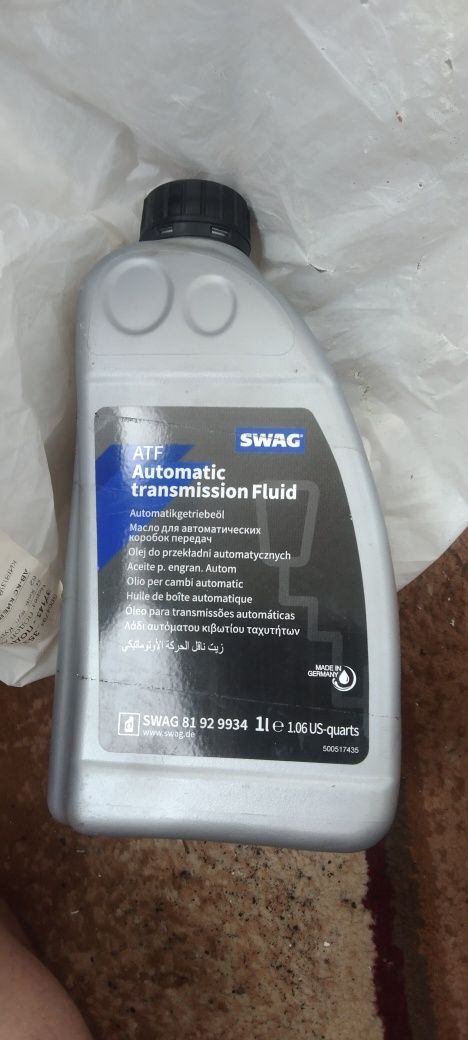 SWAG
ATF
Automatic
transmission Fluid
Automatikgetriebeöl
Масло для автоматических
коробок передач
Olej do przekładni automatycznych
Aceite p. engran. Autom
Olio per cambi automatic
Huile de boîte automatique
Óleo para transmissões automáticas
Λάδι αυτόματου κιβωτίου ταχυτήτων
زيت ناقل الحركة الأوتوماتيكي
MADE IN
GERMANY
SWAG 81 92 9934 1l e 1.06 US-quarts
www.swag.de
500517435